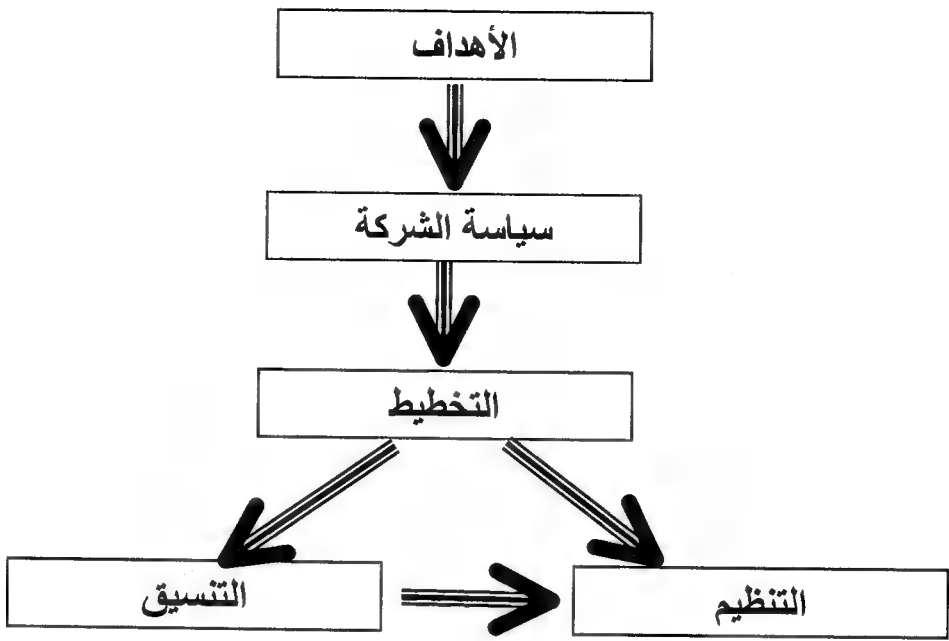 الأهداف
سياسة الشركة
التخطيط
التنظيم
التنسيق